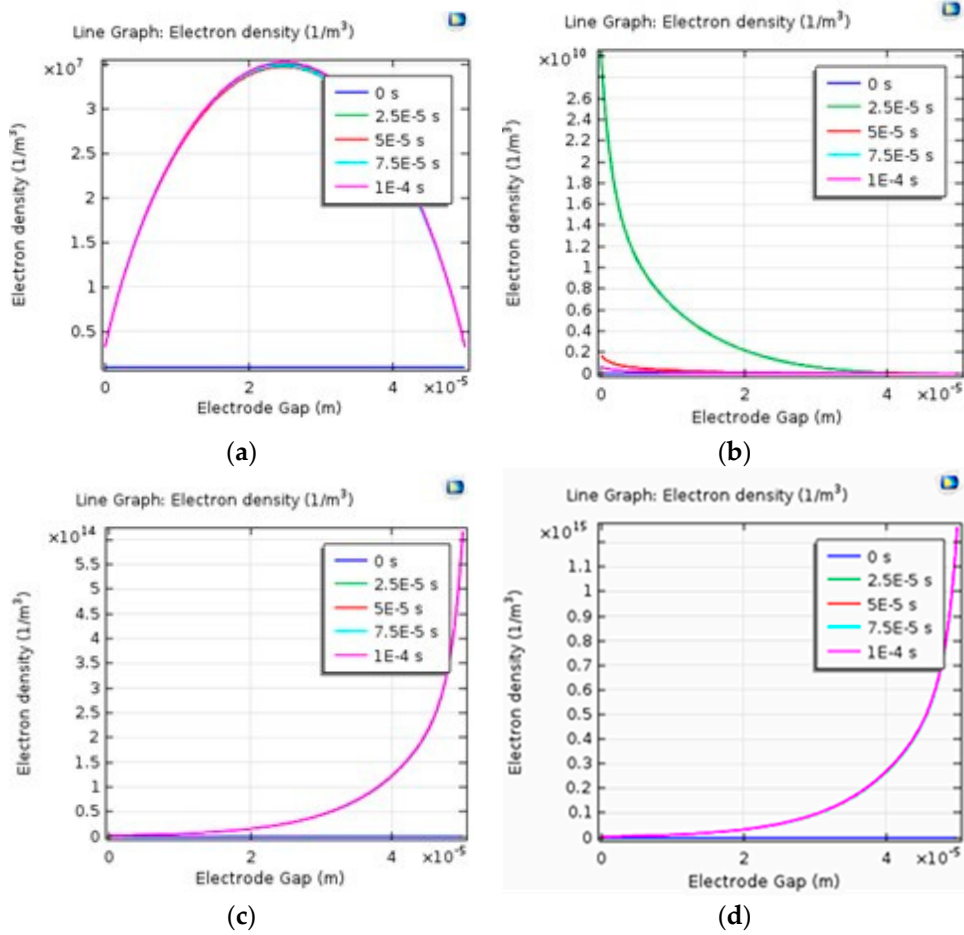 Line Graph: Electron density (1/m³)
×10⁷
3.5
3
2.5
2
1.5
1
0.5
0 2 4 ×10⁻⁵
Electron density (1/m³)
Electrode Gap (m)
0 s
2.5E-5 s
5E-5 s
7.5E-5 s
1E-4 s
(a)
Line Graph: Electron density (1/m³)
×10¹⁰
2.6
2.4
2.2
2
1.8
1.6
1.4
1.2
1
0.8
0.6
0.4
0.2
0
0 2 4 ×10⁻⁵
Electron density (1/m³)
Electrode Gap (m)
0 s
2.5E-5 s
5E-5 s
7.5E-5 s
1E-4 s
(b)
Line Graph: Electron density (1/m³)
×10¹⁴
5.5
5
4.5
4
3.5
3
2.5
2
1.5
1
0.5
0
0 2 4 ×10⁻⁵
Electron density (1/m³)
Electrode Gap (m)
0 s
2.5E-5 s
5E-5 s
7.5E-5 s
1E-4 s
(c)
Line Graph: Electron density (1/m³)
×10¹⁵
1.1
1
0.9
0.8
0.7
0.6
0.5
0.4
0.3
0.2
0.1
0
0 2 4 ×10⁻⁵
Electron density (1/m³)
Electrode Gap (m)
0 s
2.5E-5 s
5E-5 s
7.5E-5 s
1E-4 s
(d)